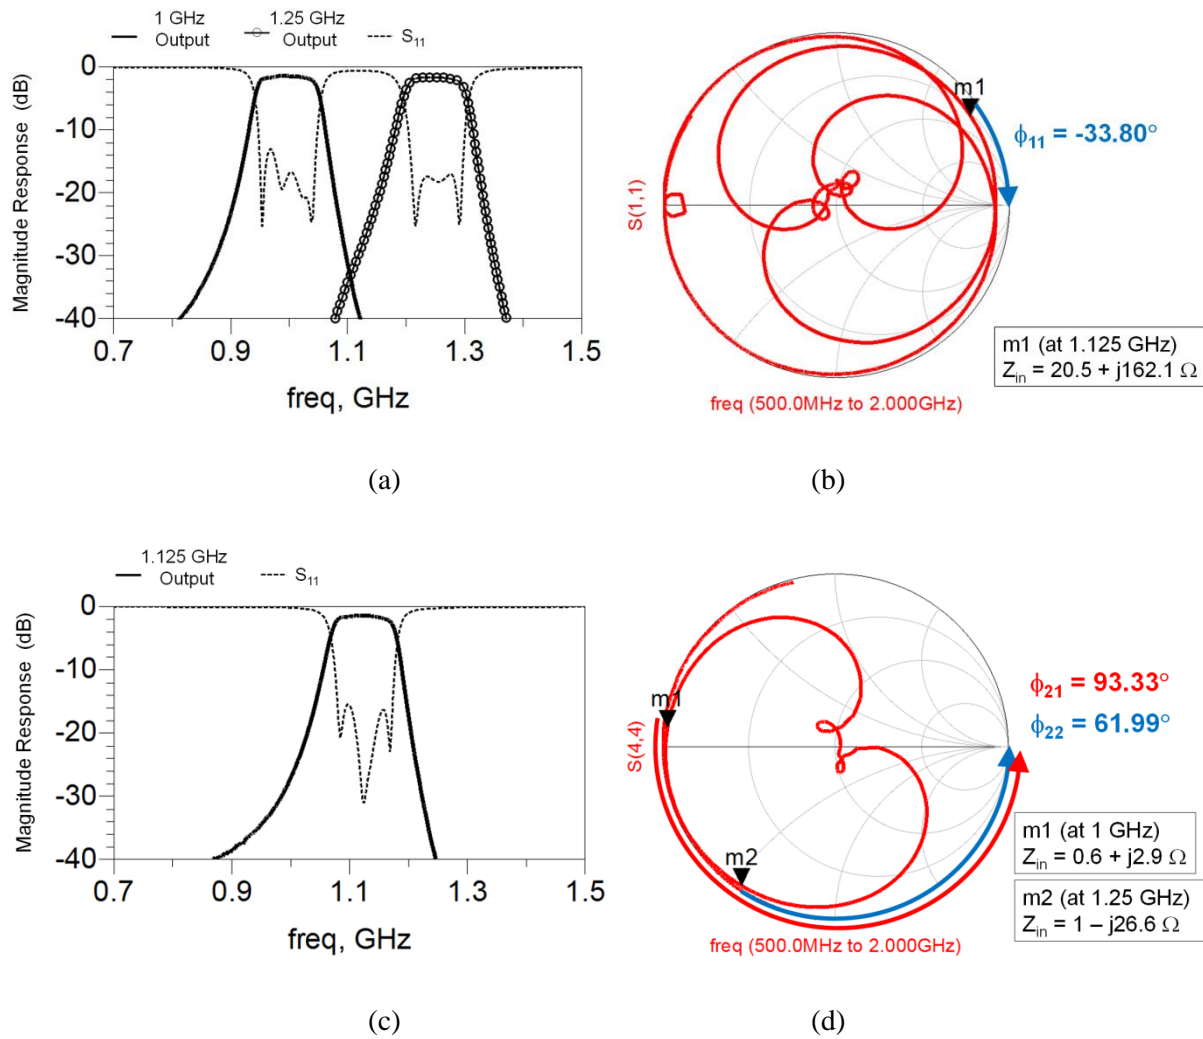 1 GHz
Output
1.25 GHz
Output
S11
Magnitude Response (dB)
0
-10
-20
-30
-40
0.7
0.9
1.1
1.3
1.5
freq, GHz
(a)
m1
ϕ11 = -33.80°
S(1,1)
m1 (at 1.125 GHz)
Zin = 20.5 + j162.1 Ω
freq (500.0MHz to 2.000GHz)
(b)
1.125 GHz
Output
S11
Magnitude Response (dB)
0
-10
-20
-30
-40
0.7
0.9
1.1
1.3
1.5
freq, GHz
(c)
m1
m2
ϕ21 = 93.33°
ϕ22 = 61.99°
S(4,4)
m1 (at 1 GHz)
Zin = 0.6 + j2.9 Ω
m2 (at 1.25 GHz)
Zin = 1 – j26.6 Ω
freq (500.0MHz to 2.000GHz)
(d)